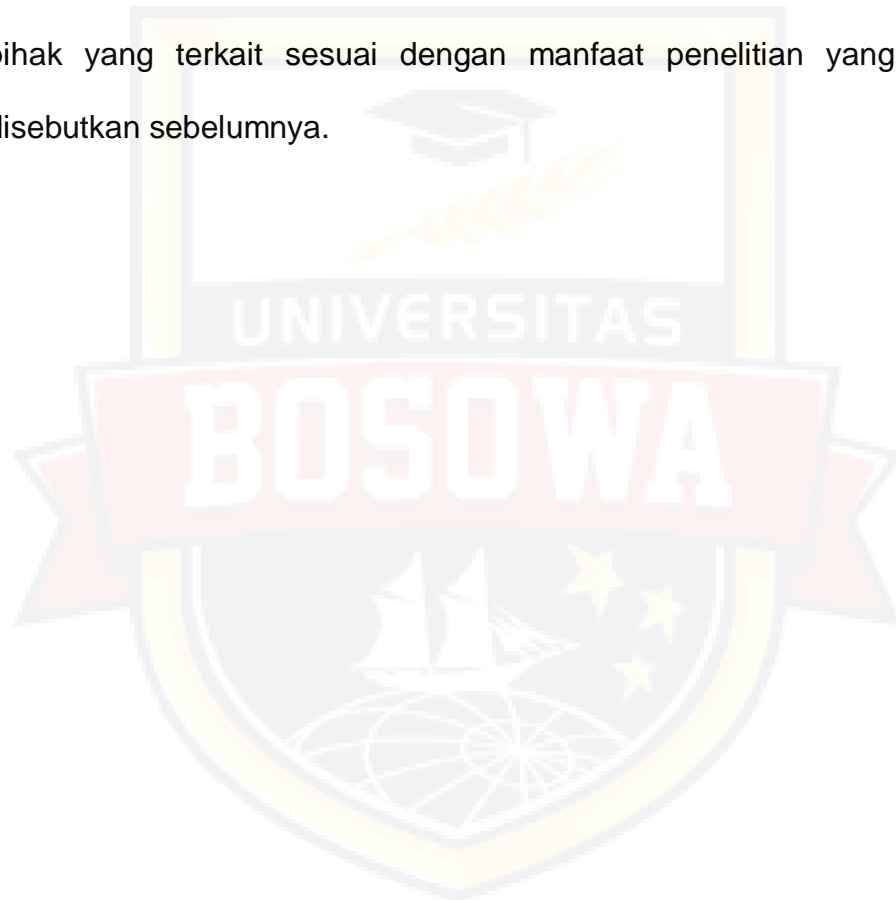 pihak yang terkait sesuai dengan manfaat penelitian yang
disebutkan sebelumnya.
UNIVERSITAS
BOSOWA